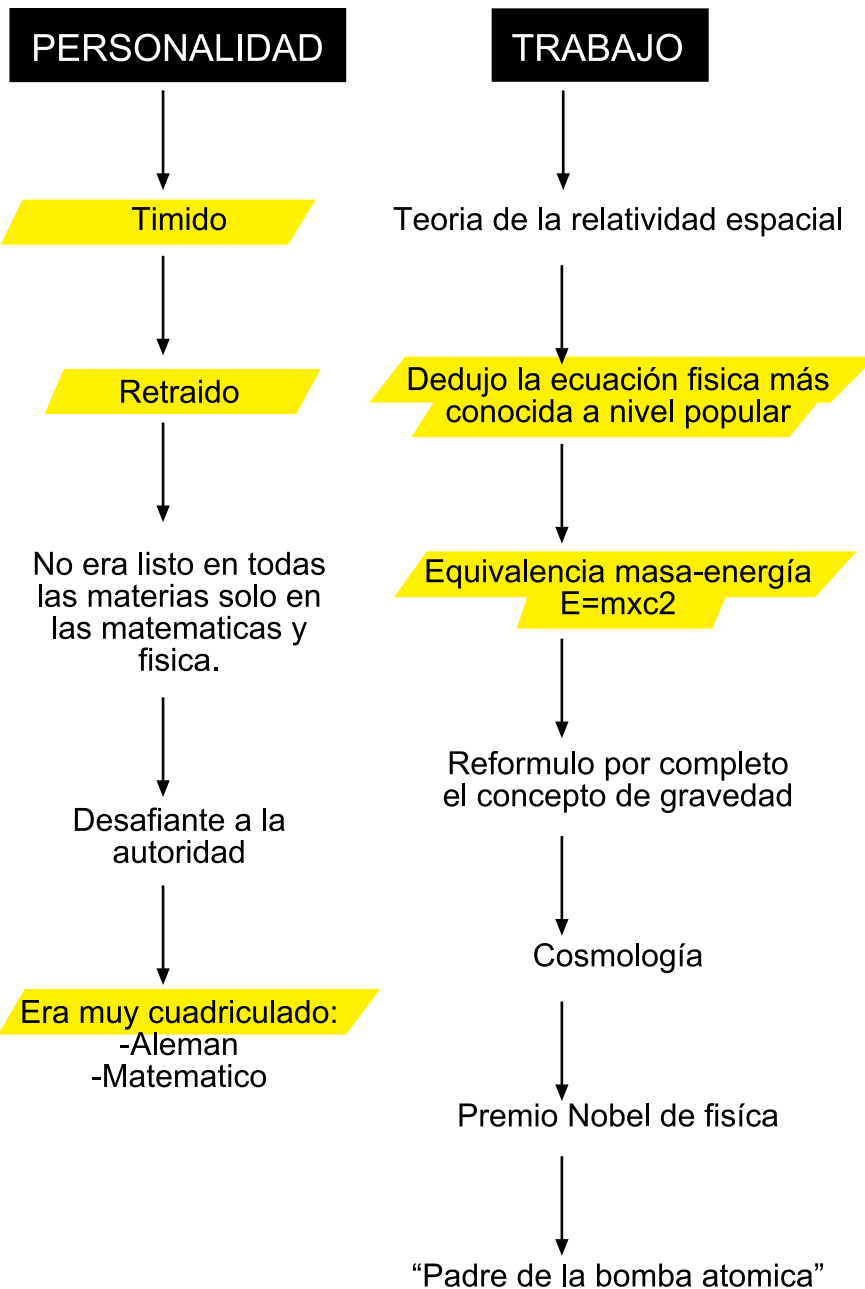 PERSONALIDAD
Timido
Retraido
No era listo en todas
las materias solo en
las matematicas y
fisica.
Desafiante a la
autoridad
Era muy cuadriculado:
-Aleman
-Matematico
TRABAJO
Teoria de la relatividad espacial
Dedujo la ecuación fisica más
conocida a nivel popular
Equivalencia masa-energía
E=mxc2
Reformulo por completo
el concepto de gravedad
Cosmología
Premio Nobel de fisíca
“Padre de la bomba atomica”